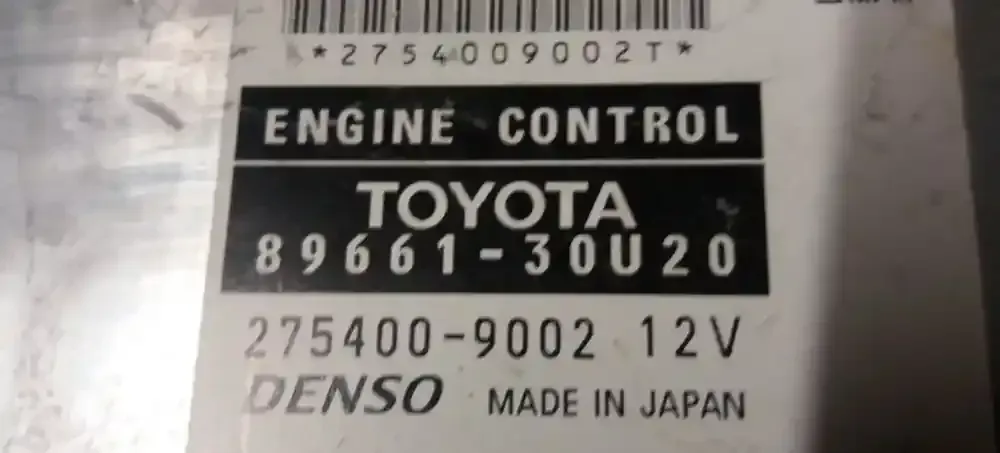 *2754009002T*
ENGINE CONTROL
TOYOTA
89661-30U20
275400-9002 12V
DENSO MADE IN JAPAN